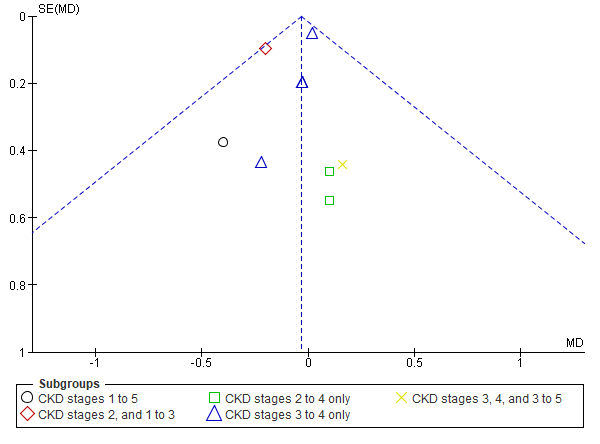 SE(MD)
0
0.2
0.4
0.6
0.8
1
MD
-1 -0.5 0 0.5 1
Subgroups
CKD stages 1 to 5 CKD stages 2 to 4 only CKD stages 3, 4, and 3 to 5
CKD stages 2, and 1 to 3 CKD stages 3 to 4 only